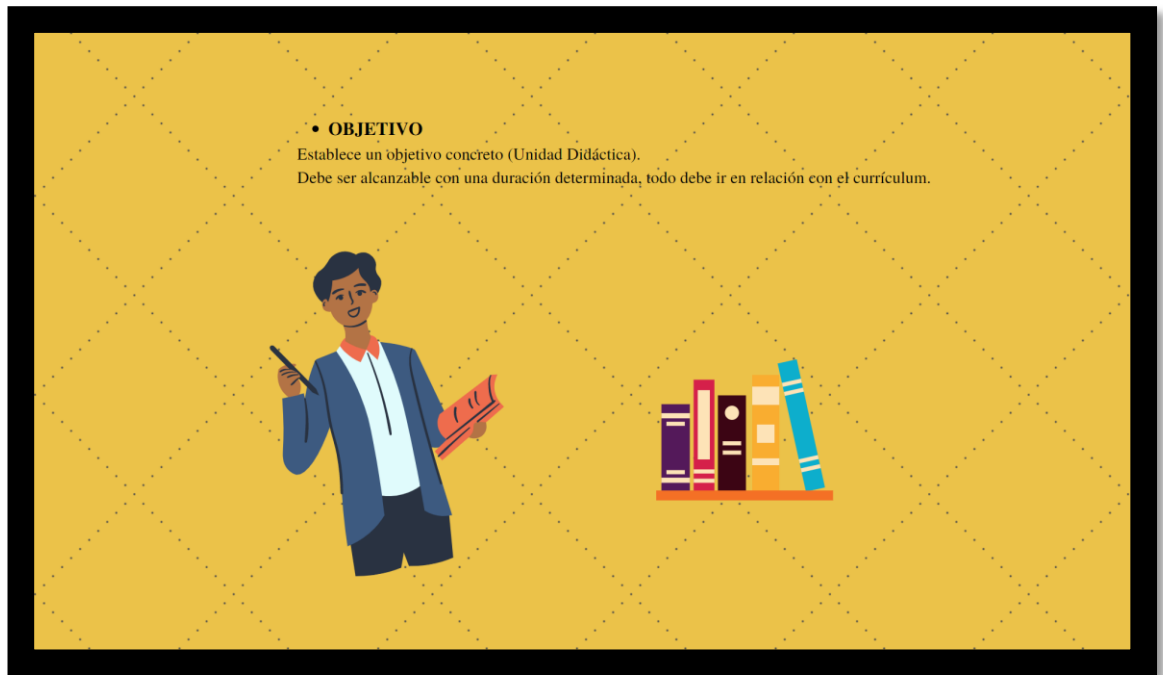 • OBJETIVO
Establece un objetivo concreto (Unidad Didáctica).
Debe ser alcanzable con una duración determinada, todo debe ir en relación con el currículum.